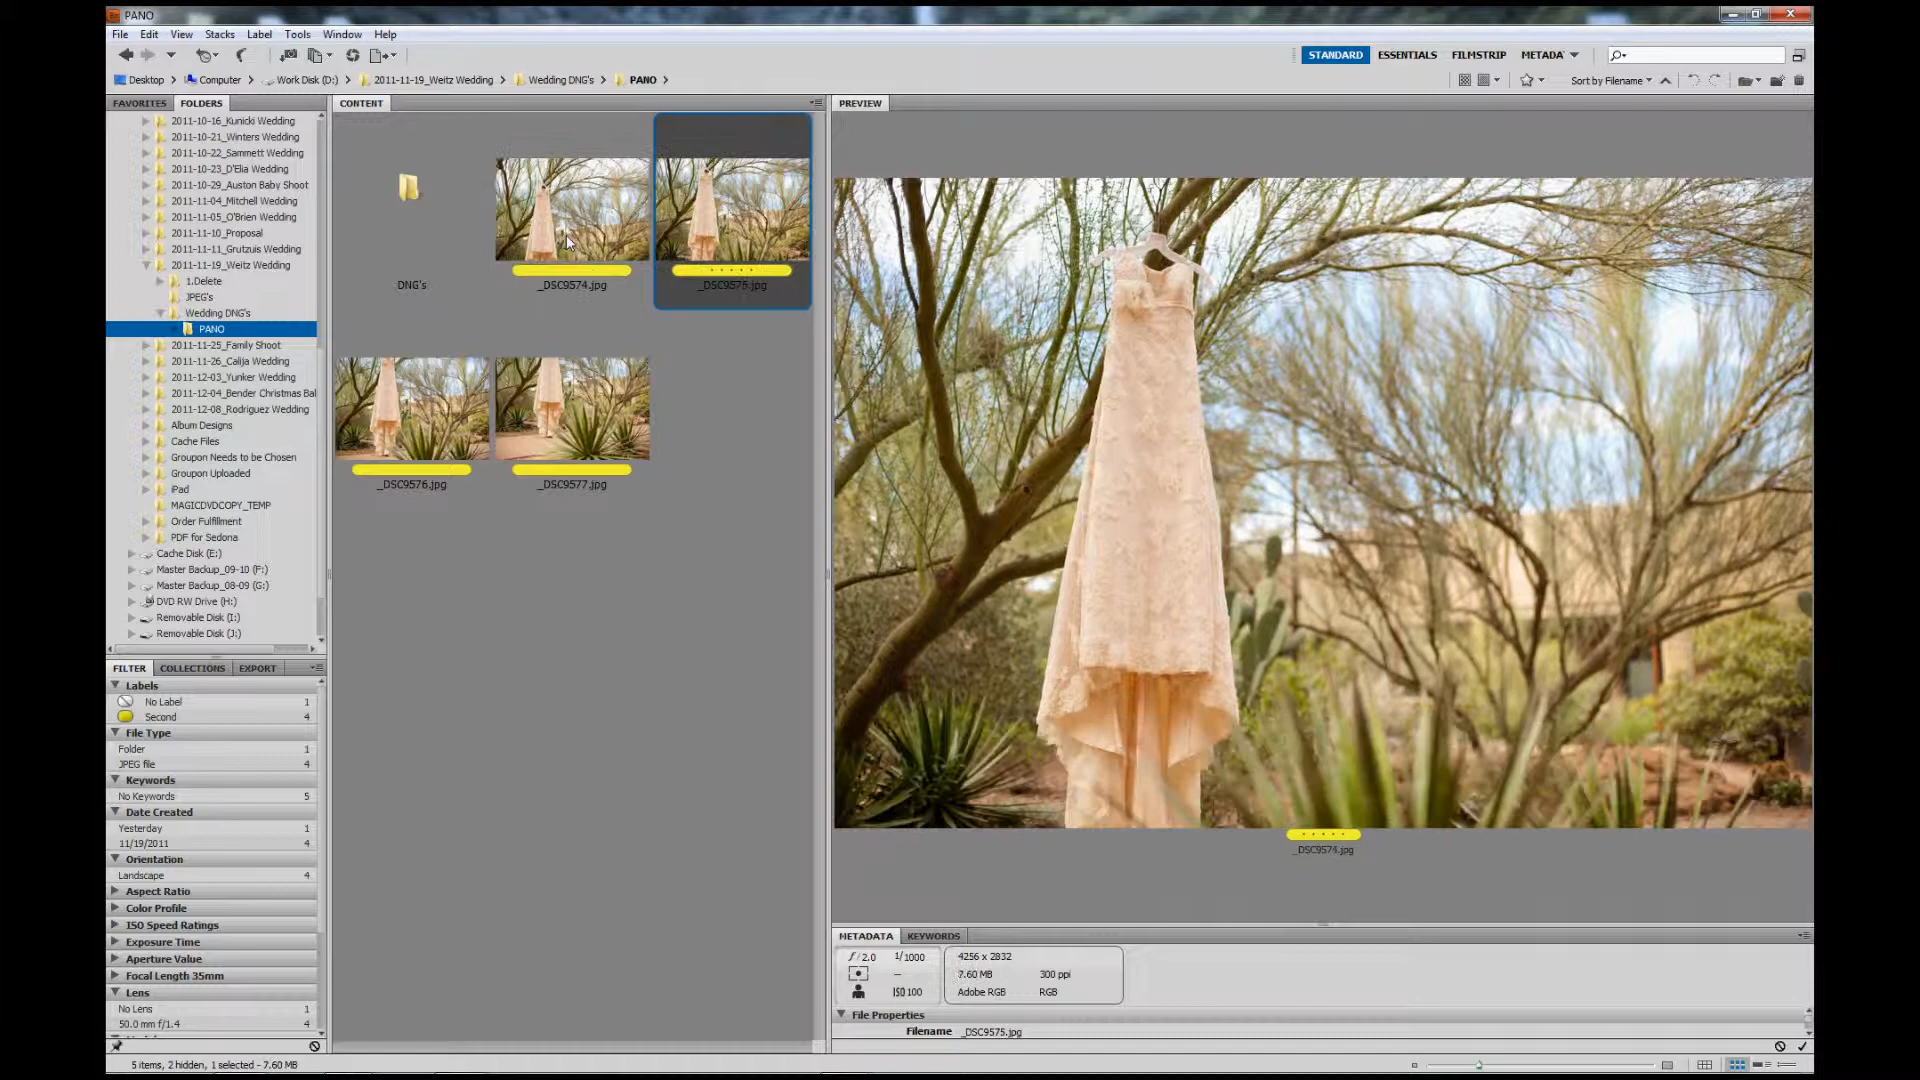 Br PANO
File Edit View Stacks Label Tools Window Help
STANDARD ESSENTIALS FILMSTRIP METADA
Desktop Computer Work Disk (D:) 2011-11-19_Weitz Wedding Wedding DNG's PANO
Sort by Filename
FAVORITES FOLDERS
2011-10-16_Kunicki Wedding
2011-10-21_Winters Wedding
2011-10-22_Sammett Wedding
2011-10-23_D'Elia Wedding
2011-10-29_Auston Baby Shoot
2011-11-04_Mitchell Wedding
2011-11-05_O'Brien Wedding
2011-11-10_Proposal
2011-11-11_Grutzuis Wedding
2011-11-19_Weitz Wedding
1.Delete
JPEG's
Wedding DNG's
PANO
2011-11-25_Family Shoot
2011-11-26_Calija Wedding
2011-12-03_Yunker Wedding
2011-12-04_Bender Christmas Bal
2011-12-08_Rodriguez Wedding
Album Designs
Cache Files
Groupon Needs to be Chosen
Groupon Uploaded
iPad
MAGICDVDCOPY_TEMP
Order Fulfillment
PDF for Sedona
Cache Disk (E:)
Master Backup_09-10 (F:)
Master Backup_08-09 (G:)
DVD RW Drive (H:)
Removable Disk (I:)
Removable Disk (J:)
FILTER COLLECTIONS EXPORT
Labels
No Label 1
Second 4
File Type
Folder 1
JPEG file 4
Keywords
No Keywords 5
Date Created
Yesterday 1
11/19/2011 4
Orientation
Landscape 4
Aspect Ratio
Color Profile
ISO Speed Ratings
Exposure Time
Aperture Value
Focal Length 35mm
Lens
No Lens 1
50.0 mm f/1.4 4
5 items, 2 hidden, 1 selected - 7.60 MB
CONTENT
DNG's
_DSC9574.jpg
_DSC9575.jpg
_DSC9576.jpg
_DSC9577.jpg
PREVIEW
_DSC9574.jpg
METADATA KEYWORDS
f/2.0 1/1000
--
ISO 100
4256 x 2832
7.60 MB 300 ppi
Adobe RGB RGB
File Properties
Filename _DSC9575.jpg